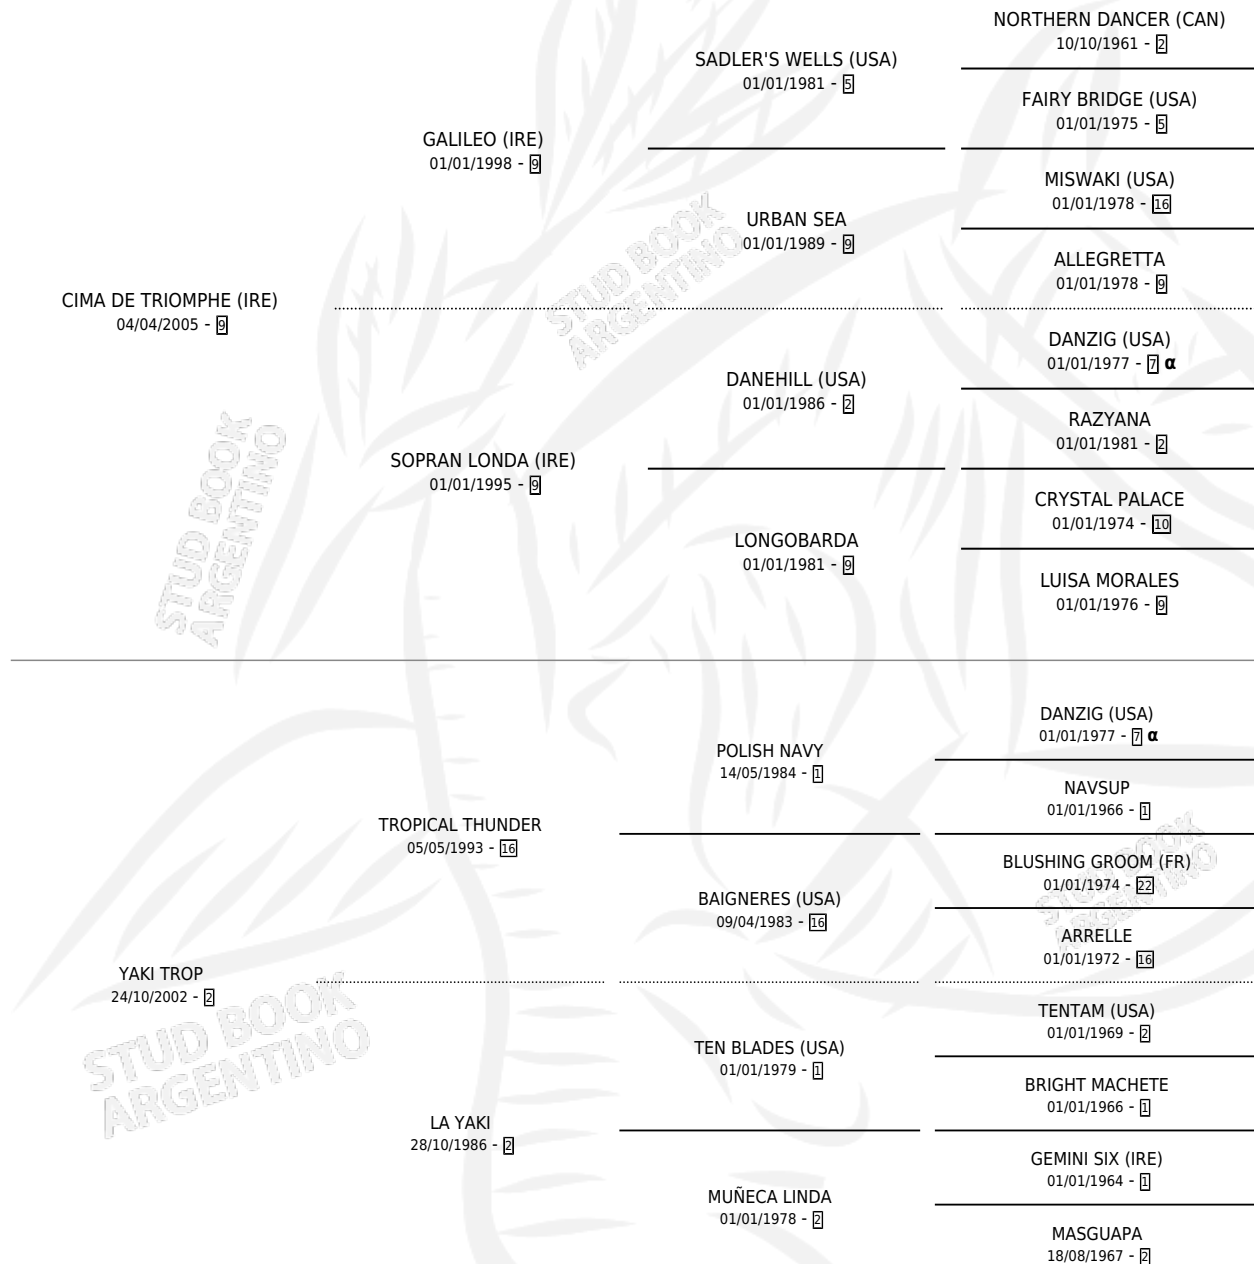 NORTHERN DANCER (CAN)
10/10/1961 - 2
SADLER'S WELLS (USA)
01/01/1981 - 5
FAIRY BRIDGE (USA)
01/01/1975 - 5
GALILEO (IRE)
01/01/1998 - 9
MISWAKI (USA)
01/01/1978 - 16
URBAN SEA
01/01/1989 - 9
ALLEGRETTA
01/01/1978 - 9
CIMA DE TRIOMPHE (IRE)
04/04/2005 - 9
DANZIG (USA)
01/01/1977 - 7 α
DANEHILL (USA)
01/01/1986 - 2
RAZYANA
01/01/1981 - 2
SOPRAN LONDA (IRE)
01/01/1995 - 9
CRYSTAL PALACE
01/01/1974 - 10
LONGOBARDA
01/01/1981 - 9
LUISA MORALES
01/01/1976 - 9
DANZIG (USA)
01/01/1977 - 7 α
POLISH NAVY
14/05/1984 - 1
NAVSUP
01/01/1966 - 1
TROPICAL THUNDER
05/05/1993 - 16
BLUSHING GROOM (FR)
01/01/1974 - 22
BAIGNERES (USA)
09/04/1983 - 16
ARRELLE
01/01/1972 - 16
YAKI TROP
24/10/2002 - 2
TENTAM (USA)
01/01/1969 - 2
TEN BLADES (USA)
01/01/1979 - 1
BRIGHT MACHETE
01/01/1966 - 1
LA YAKI
28/10/1986 - 2
GEMINI SIX (IRE)
01/01/1964 - 1
MUÑECA LINDA
01/01/1978 - 2
MASGUAPA
18/08/1967 - 2
STUD BOOK
ARGENTINO
STUD BOOK
ARGENTINO
STUD BOOK
ARGENTINO
STUD BOOK
ARGENTINO